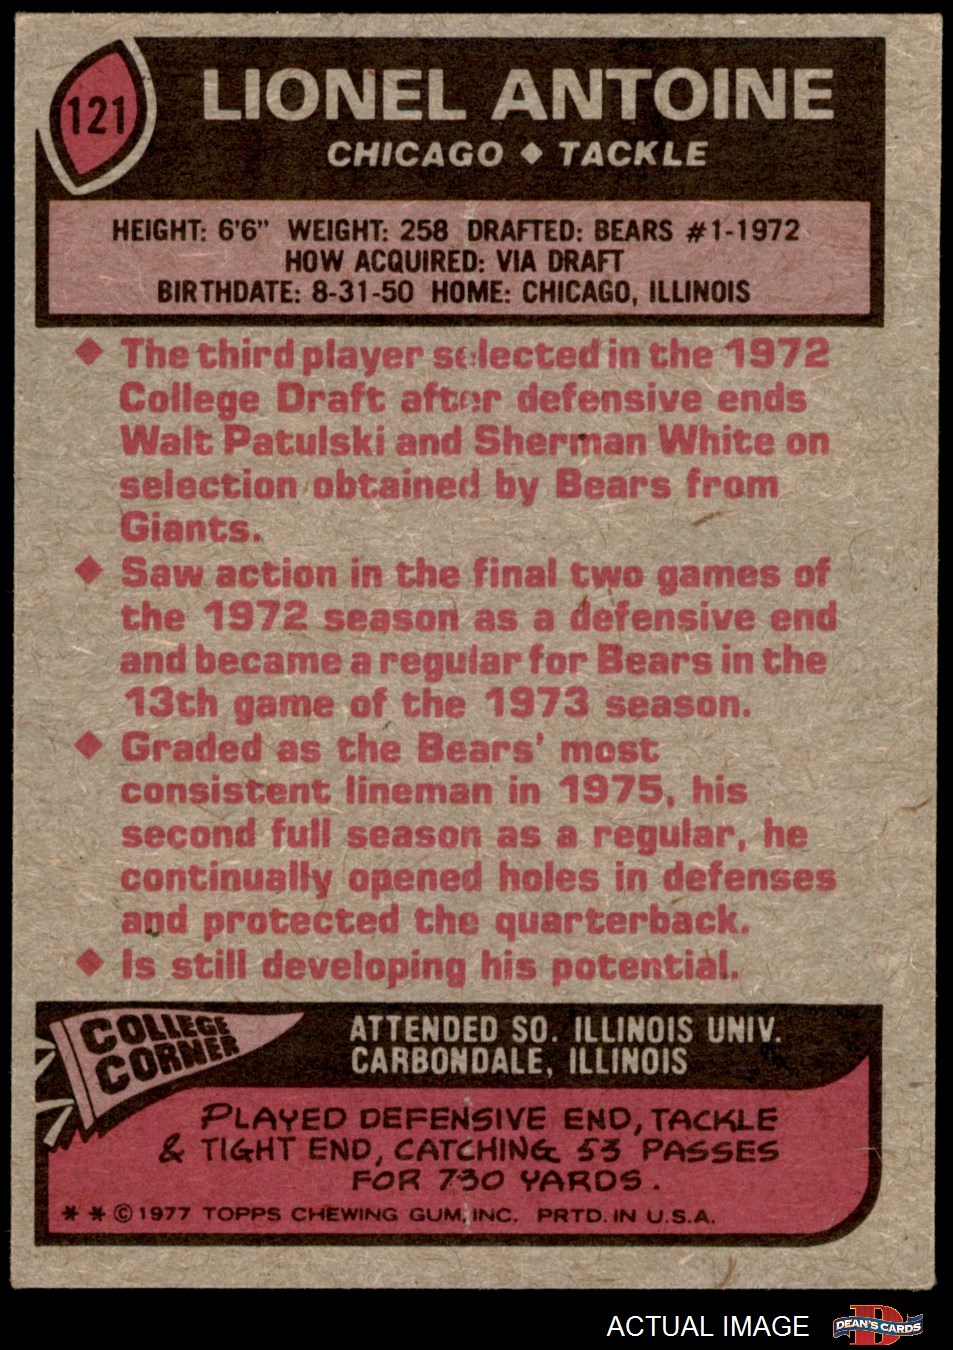 121
LIONEL ANTOINE
CHICAGO ◆ TACKLE
HEIGHT: 6'6" WEIGHT: 258 DRAFTED: BEARS #1-1972
HOW ACQUIRED: VIA DRAFT
BIRTHDATE: 8-31-50 HOME: CHICAGO, ILLINOIS
◆ The third player selected in the 1972
College Draft after defensive ends
Walt Patulski and Sherman White on
selection obtained by Bears from
Giants.
◆ Saw action in the final two games of
the 1972 season as a defensive end
and became a regular for Bears in the
13th game of the 1973 season.
◆ Graded as the Bears' most
consistent lineman in 1975, his
second full season as a regular, he
continually opened holes in defenses
and protected the quarterback.
◆ Is still developing his potential.
COLLEGE
CORNER
ATTENDED SO. ILLINOIS UNIV.
CARBONDALE, ILLINOIS
PLAYED DEFENSIVE END, TACKLE
& TIGHT END, CATCHING 53 PASSES
FOR 730 YARDS.
* * © 1977 TOPPS CHEWING GUM, INC. PRTD. IN U.S.A.
ACTUAL IMAGE
D
DEAN'S CARDS